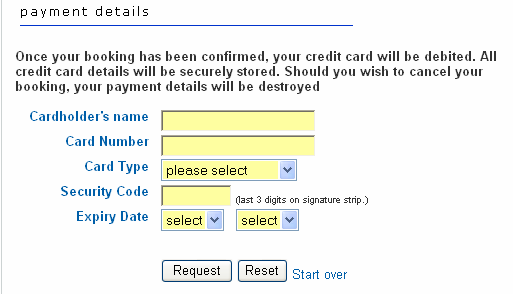 payment details
Once your booking has been confirmed, your credit card will be debited. All
credit card details will be securely stored. Should you wish to cancel your
booking, your payment details will be destroyed
Cardholder's name
Card Number
Card Type please select
Security Code (last 3 digits on signature strip.)
Expiry Date select select
Request Reset Start over